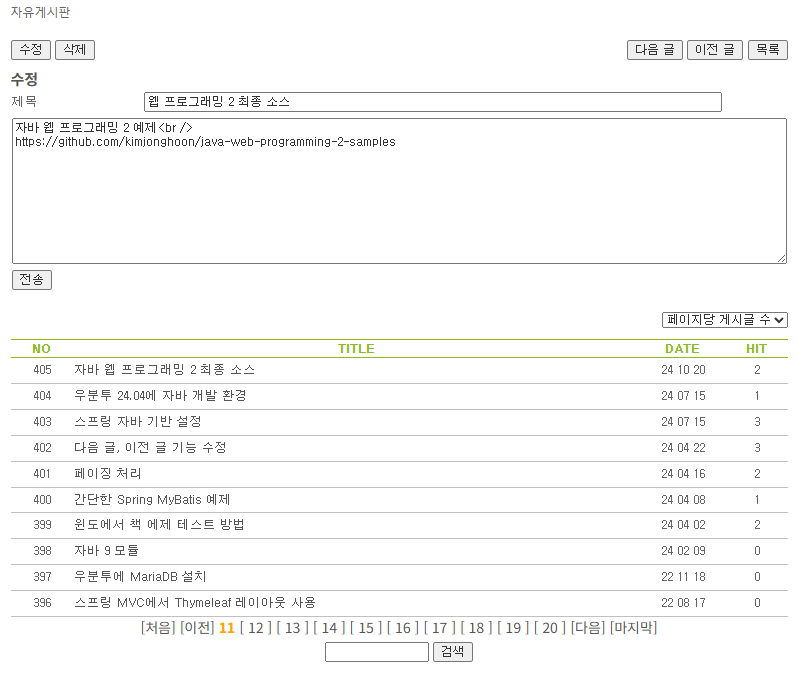 자유게시판
수정 삭제 다음 글 이전 글 목록
수정
제목 웹 프로그래밍 2 최종 소스
자바 웹 프로그래밍 2 예제<br />
https://github.com/kimjonghoon/java-web-programming-2-samples
전송
페이지당 게시글 수
NO TITLE DATE HIT
405 자바 웹 프로그래밍 2 최종 소스 24 10 20 2
404 우분투 24.04에 자바 개발 환경 24 07 15 1
403 스프링 자바 기반 설정 24 07 15 3
402 다음 글, 이전 글 기능 수정 24 04 22 3
401 페이징 처리 24 04 16 2
400 간단한 Spring MyBatis 예제 24 04 08 1
399 윈도에서 책 에제 테스트 방법 24 04 02 2
398 자바 9 모듈 24 02 09 0
397 우분투에 MariaDB 설치 22 11 18 0
396 스프링 MVC에서 Thymeleaf 레이아웃 사용 22 08 17 0
[처음] [이전] 11 [ 12 ] [ 13 ] [ 14 ] [ 15 ] [ 16 ] [ 17 ] [ 18 ] [ 19 ] [ 20 ] [다음] [마지막]
검색